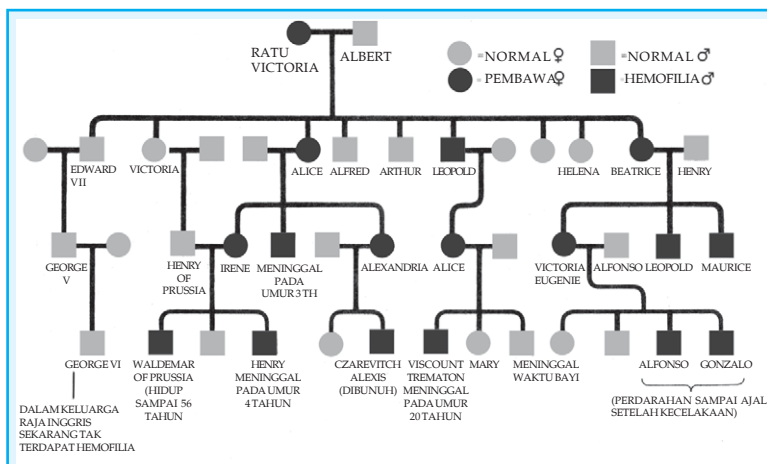 RATU
VICTORIA
ALBERT
=NORMAL♀
=NORMAL♂
=PEMBAWA♀
=HEMOFILIA♂
EDWARD
VII
VICTORIA
ALICE
ALFRED
ARTHUR
LEOPOLD
HELENA
BEATRICE
HENRY
GEORGE
V
HENRY
OF
PRUSSIA
IRENE
MENINGGAL
PADA
UMUR 3 TH
ALEXANDRIA
ALICE
VICTORIA
EUGENIE
ALFONSO
LEOPOLD
MAURICE
GEORGE VI
WALDEMAR
OF PRUSSIA
(HIDUP
SAMPAI 56
TAHUN
HENRY
MENINGGAL
PADA UMUR
4 TAHUN
CZAREVITCH
ALEXIS
(DIBUNUH)
VISCOUNT
TREMATON
MENINGGAL
PADA UMUR
20 TAHUN
MARY
MENINGGAL
WAKTU BAYI
ALFONSO
GONZALO
(PERDARAHAN SAMPAI AJAL
SETELAH KECELAKAAN)
DALAM KELUARGA
RAJA INGGRIS
SEKARANG TAK
TERDAPAT HEMOFILIA